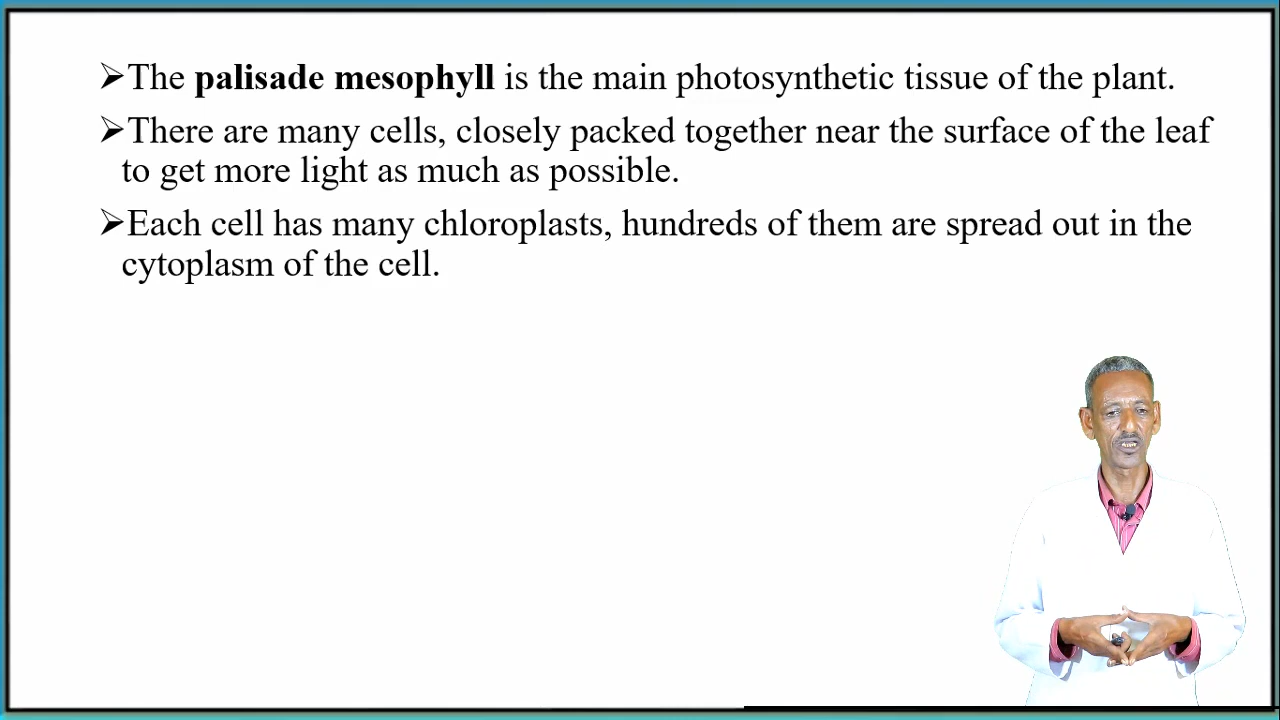 ➢The palisade mesophyll is the main photosynthetic tissue of the plant.
➢There are many cells, closely packed together near the surface of the leaf
to get more light as much as possible.
➢Each cell has many chloroplasts, hundreds of them are spread out in the
cytoplasm of the cell.